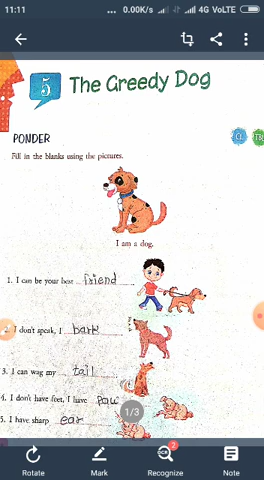 11:11
... 0.00K/s 4G VoLTE
5 The Greedy Dog
PONDER
Fill in the blanks using the pictures.
I am a dog.
1. I can be your best friend
2. I don't speak, I bark
3. I can wag my tail
4. I don't have feet, I have paw
1/3
5. I have sharp ear
Rotate Mark Recognize Note
OCR 2